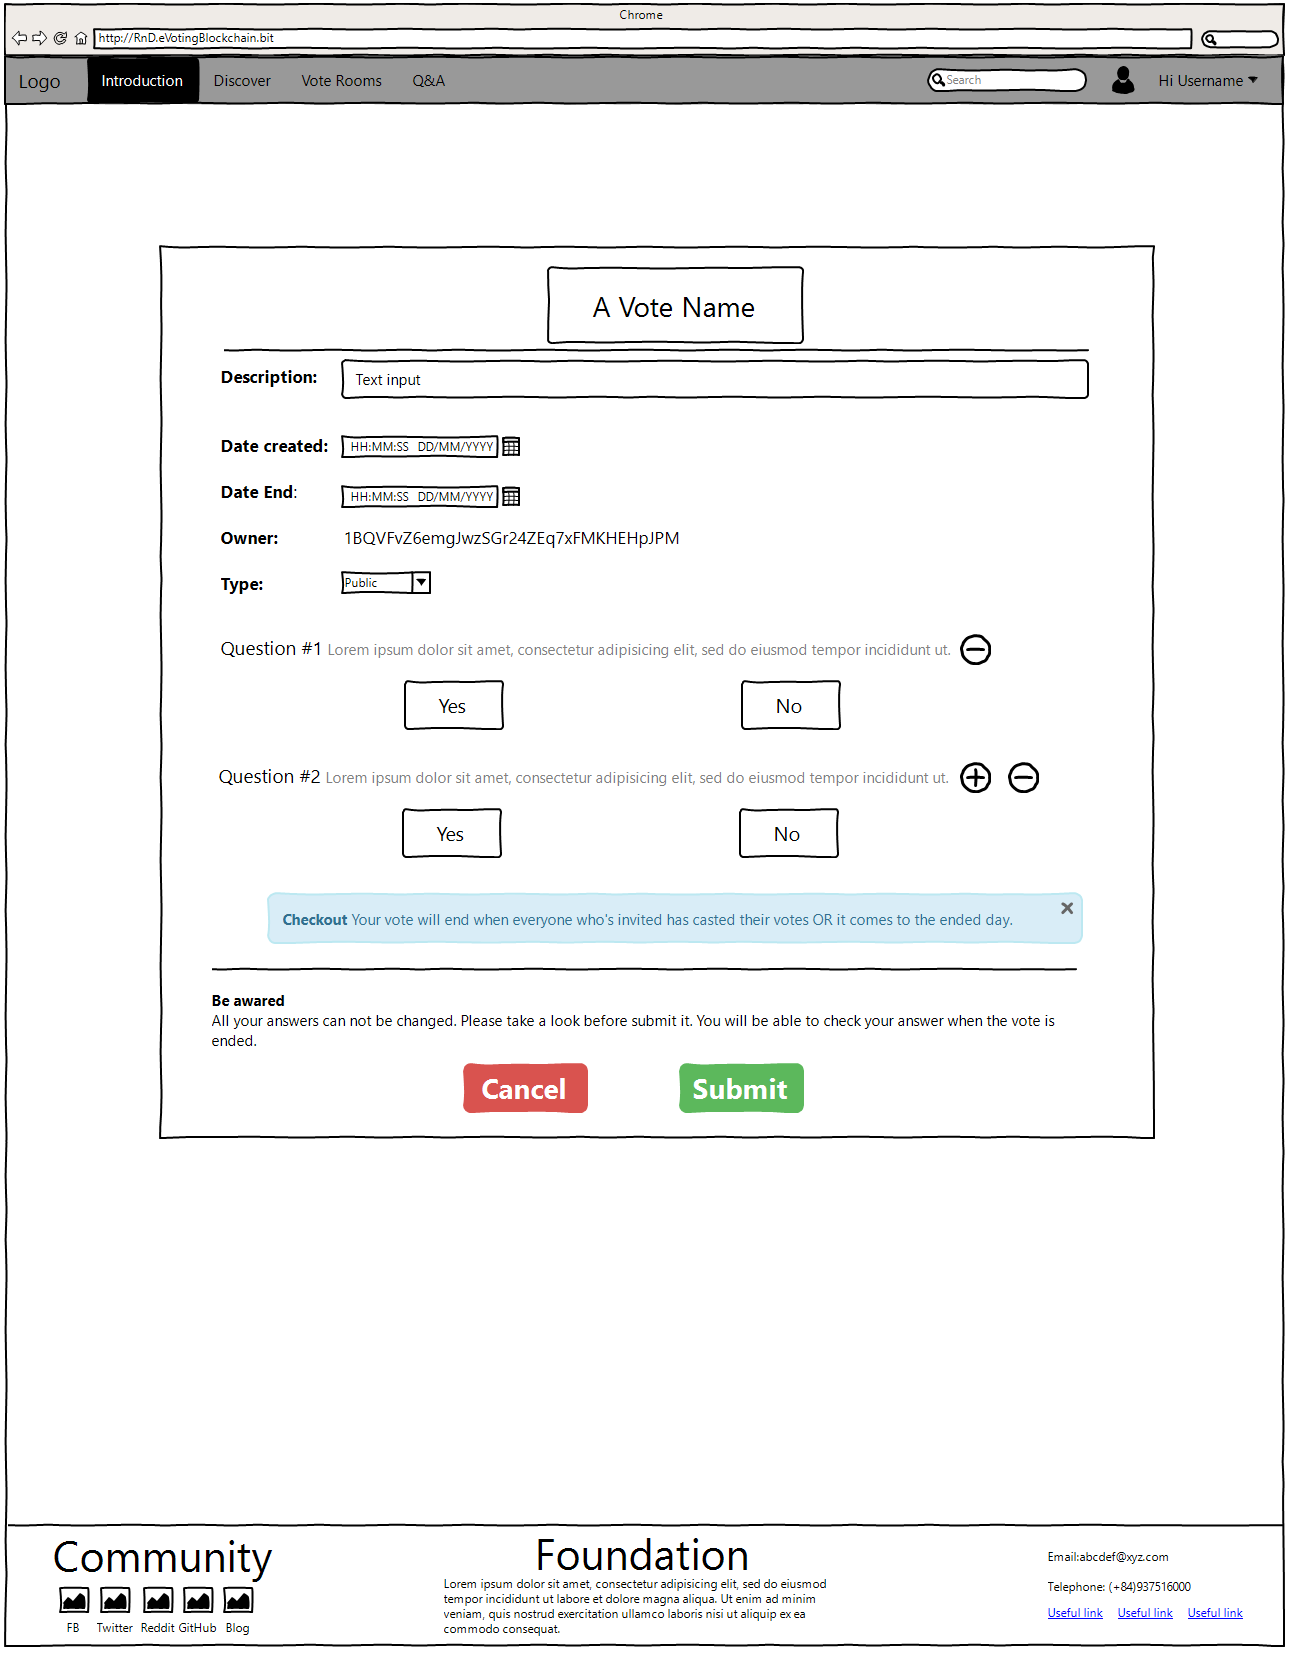 Chrome
http://RnD.eVotingBlockchain.bit
Logo Introduction Discover Vote Rooms Q&A Search Hi Username
A Vote Name
Description: Text input
Date created: HH:MM:SS DD/MM/YYYY
Date End: HH:MM:SS DD/MM/YYYY
Owner: 1BQVFvZ6emgJwzSGr24ZEq7xFMKHEHpJPM
Type: Public
Question #1 Lorem ipsum dolor sit amet, consectetur adipisicing elit, sed do eiusmod tempor incididunt ut.
Yes No
Question #2 Lorem ipsum dolor sit amet, consectetur adipisicing elit, sed do eiusmod tempor incididunt ut.
Yes No
Checkout Your vote will end when everyone who's invited has casted their votes OR it comes to the ended day.
Be awared
All your answers can not be changed. Please take a look before submit it. You will be able to check your answer when the vote is
ended.
Cancel Submit
Community
FB Twitter Reddit GitHub Blog
Foundation
Lorem ipsum dolor sit amet, consectetur adipisicing elit, sed do eiusmod
tempor incididunt ut labore et dolore magna aliqua. Ut enim ad minim
veniam, quis nostrud exercitation ullamco laboris nisi ut aliquip ex ea
commodo consequat.
Email:abcdef@xyz.com
Telephone: (+84)937516000
Useful link Useful link Useful link